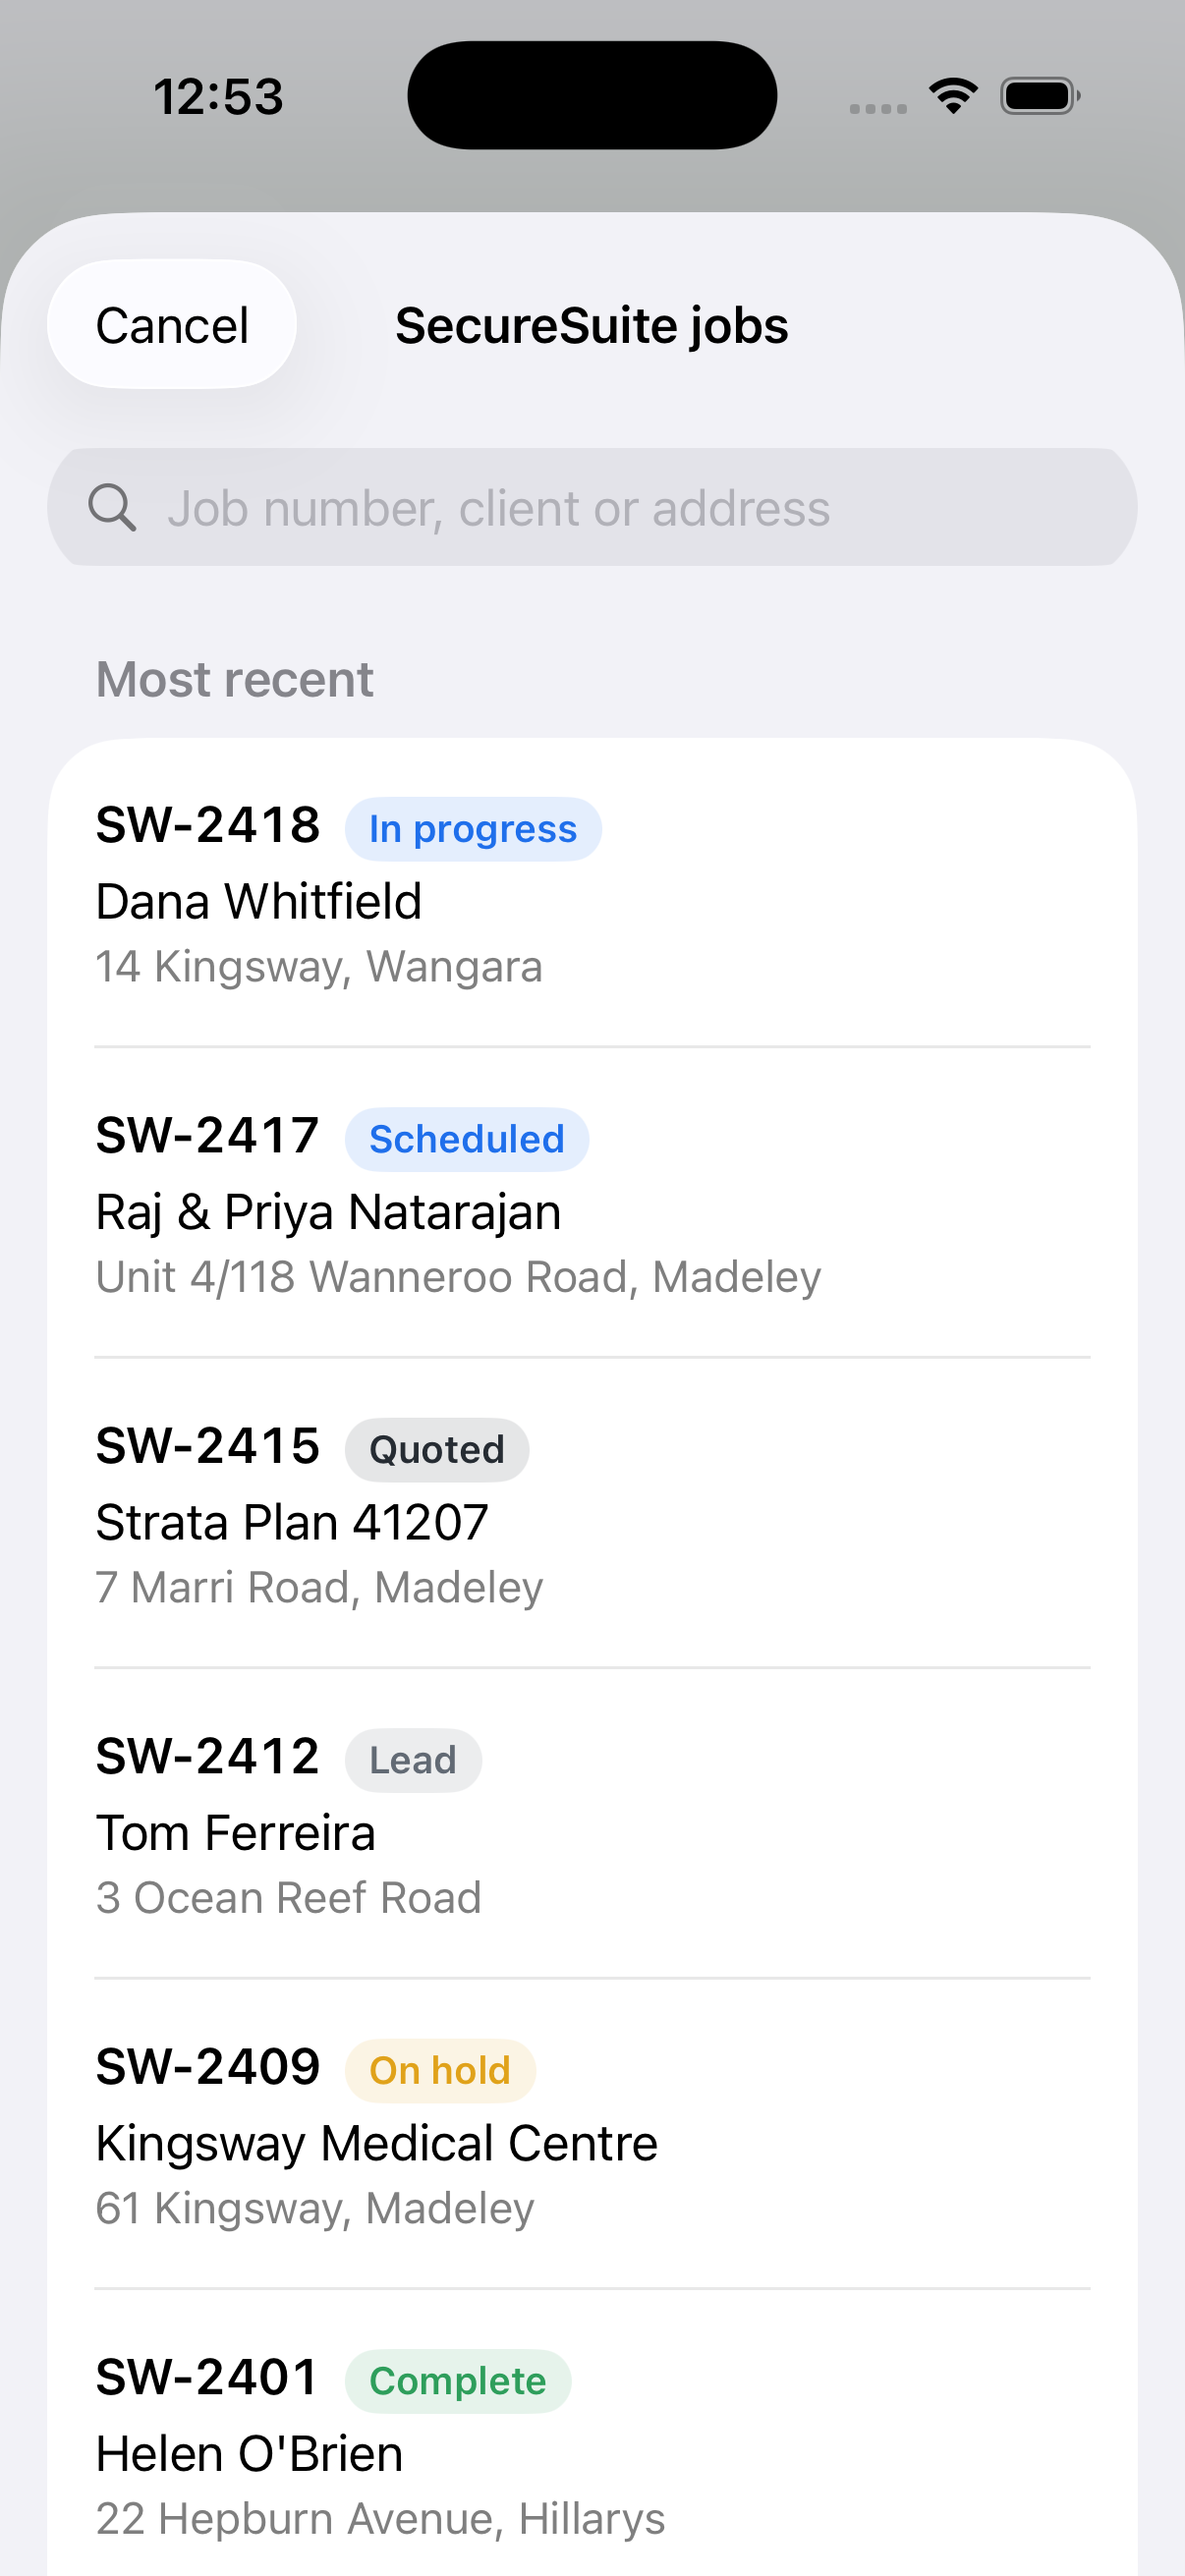 12:53
Cancel
SecureSuite jobs
Job number, client or address
Most recent
SW-2418 In progress
Dana Whitfield
14 Kingsway, Wangara
SW-2417 Scheduled
Raj & Priya Natarajan
Unit 4/118 Wanneroo Road, Madeley
SW-2415 Quoted
Strata Plan 41207
7 Marri Road, Madeley
SW-2412 Lead
Tom Ferreira
3 Ocean Reef Road
SW-2409 On hold
Kingsway Medical Centre
61 Kingsway, Madeley
SW-2401 Complete
Helen O'Brien
22 Hepburn Avenue, Hillarys